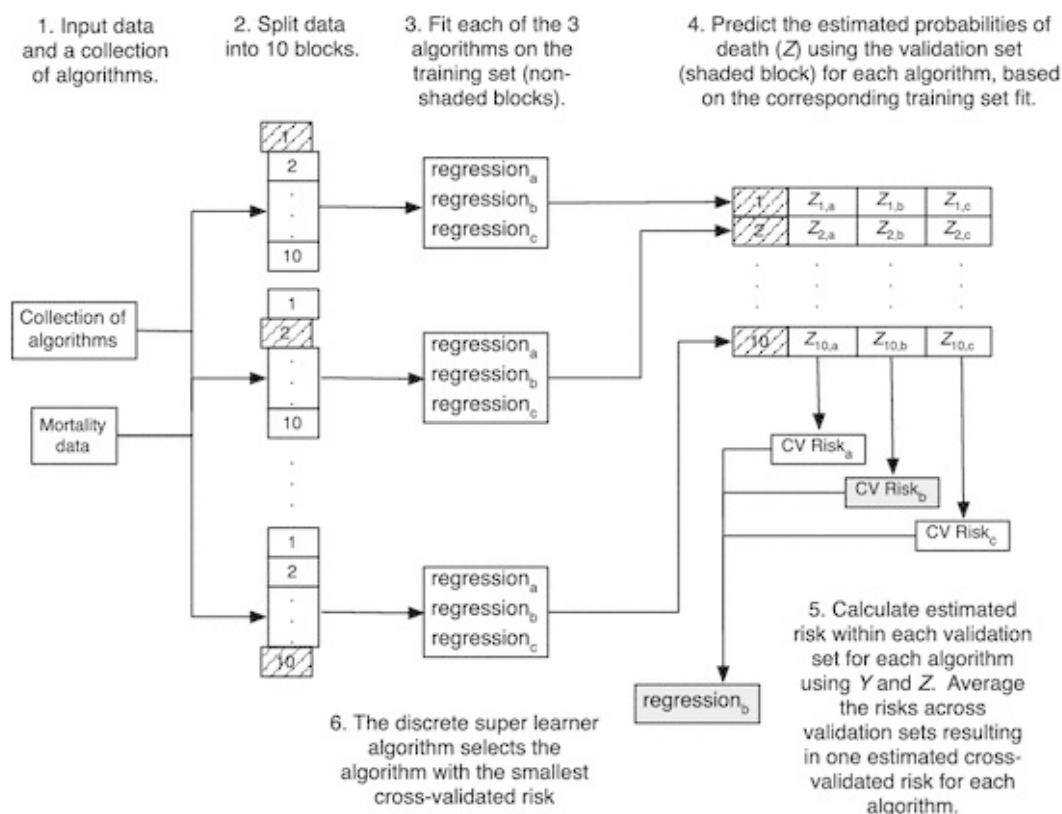 1. Input data
and a collection
of algorithms.
2. Split data
into 10 blocks.
3. Fit each of the 3
algorithms on the
training set (non-
shaded blocks).
4. Predict the estimated probabilities of
death (Z) using the validation set
(shaded block) for each algorithm, based
on the corresponding training set fit.
1
2
.
.
.
10
regression_a
regression_b
regression_c
1 Z_1,a Z_1,b Z_1,c
2 Z_2,a Z_2,b Z_2,c
. . . .
. . . .
. . . .
10 Z_10,a Z_10,b Z_10,c
Collection of
algorithms
Mortality
data
1
2
.
.
.
10
regression_a
regression_b
regression_c
.
.
.
.
1
2
.
.
.
10
regression_a
regression_b
regression_c
CV Risk_a
CV Risk_b
CV Risk_c
regression_b
5. Calculate estimated
risk within each validation
set for each algorithm
using Y and Z. Average
the risks across
validation sets resulting
in one estimated cross-
validated risk for each
algorithm.
6. The discrete super learner
algorithm selects the
algorithm with the smallest
cross-validated risk